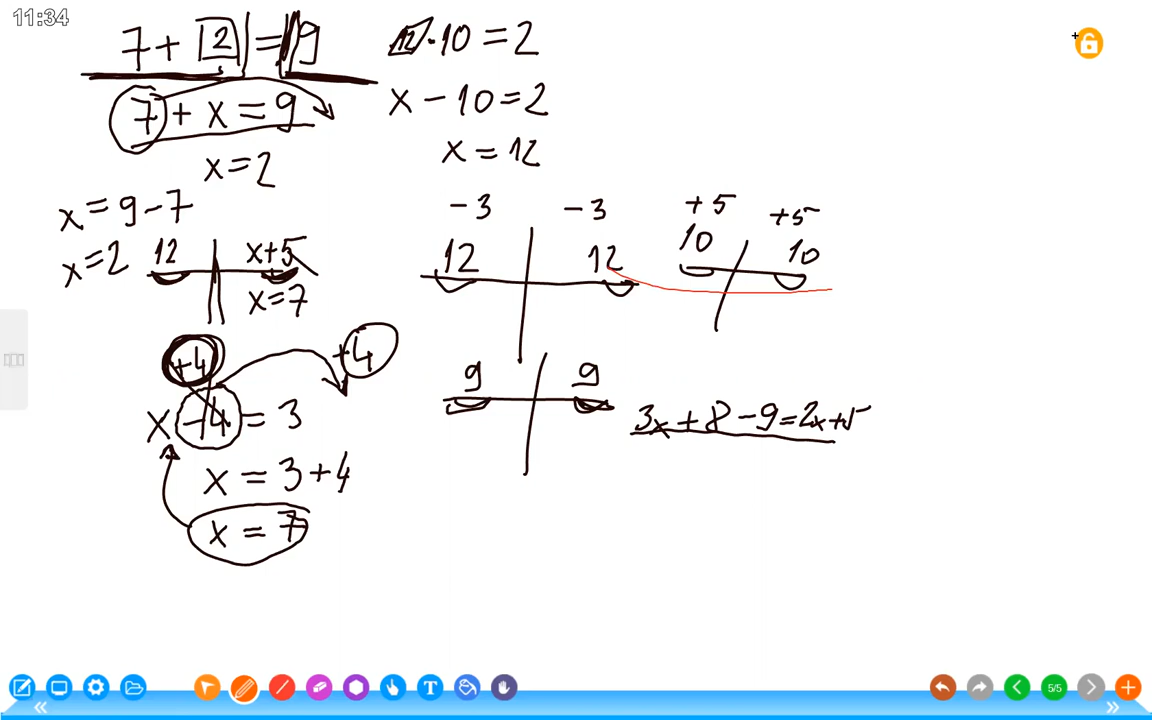 11:34
7 + 2 = 9
7 + x = 9
x = 2
x = 9 - 7
x = 2
12 x+5
x = 7
12 · 10 = 2
x - 10 = 2
x = 12
-3 -3
12 12
+5 +5
10 10
9 9
+4 +4
x -4 = 3
x = 3 + 4
x = 7
3x + 8 - 9 = 2x + 5
5/5
T